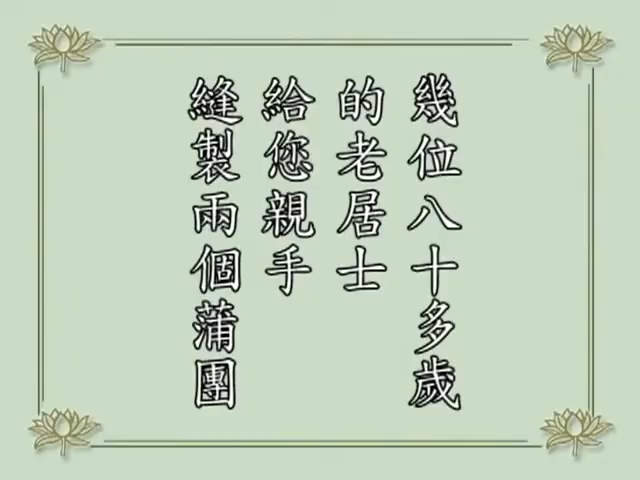 幾位八十多歲
的老居士
給您親手
縫製兩個蒲團